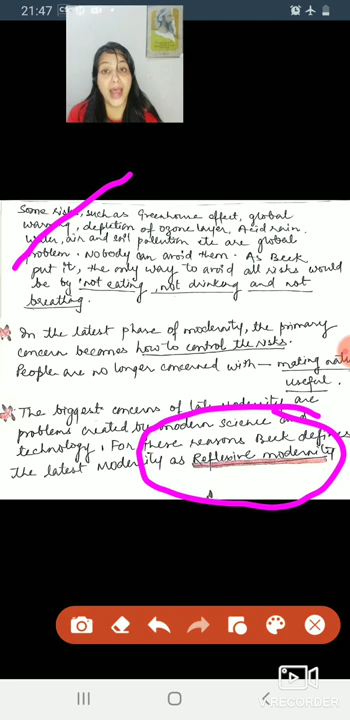 21:47
Some risks, such as Greenhouse effect, global
warming, depletion of ozone layer, Acid rain.
Water, air and soil pollution etc are global
problem. Nobody can avoid them. As Beck
put it, the only way to avoid all risks would
be by 'not eating, not drinking and not
breathing.
In the latest phase of modernity, the primary
concern becomes how to control the risks.
People are no longer concerned with — making
useful.
The biggest concerns of late modernity are
problems created by modern science and
technology. For these reasons Beck defines
the latest Modernity as Reflexive modernity
V RECORDER